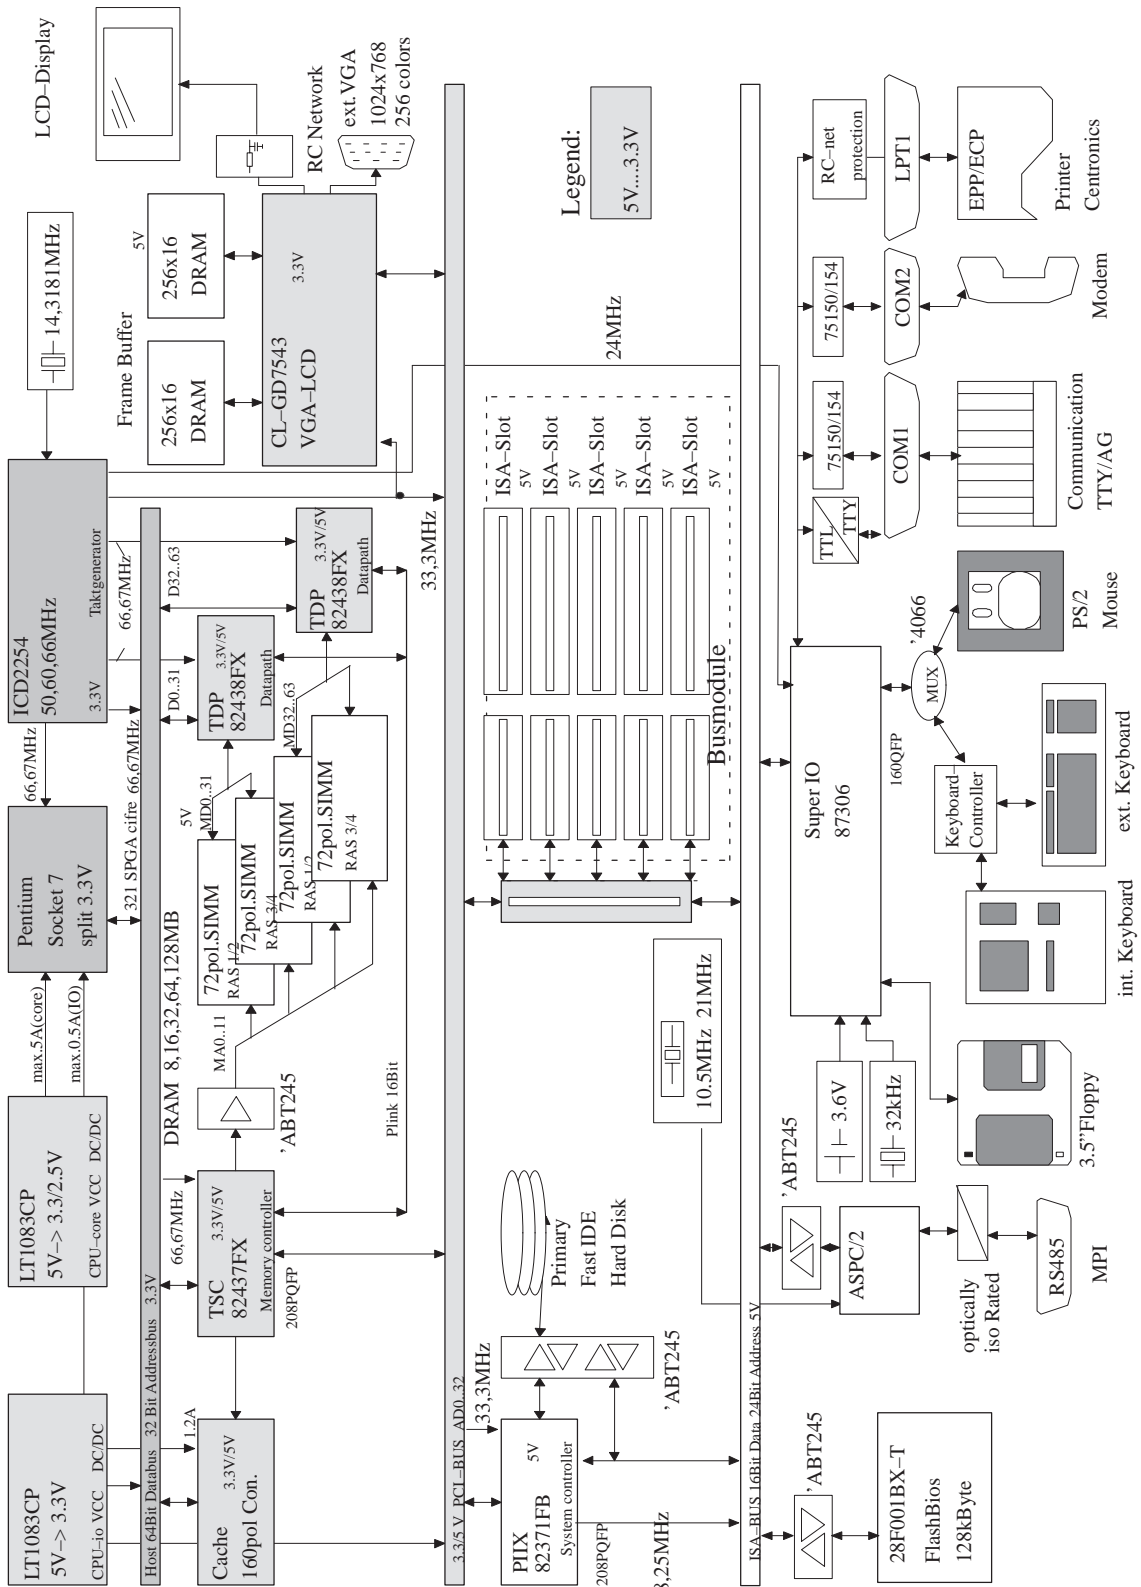 LT1083CP
5V–> 3.3V
CPU–io VCC DC/DC
LT1083CP
5V–> 3.3/2.5V
CPU–core VCC DC/DC
max.5A(core)
max.0.5A(IO)
Pentium
Socket 7
split 3.3V
66,67MHz
ICD2254
50,60,66MHz
3.3V
Taktgenerator
14,3181MHz
LCD–Display
Host 64Bit Databus 32 Bit Addressbus 3.3V
321 SPGA cifre
66,67MHz
66,67MHz
1.2A
Cache
160pol Con.
3.3V/5V
66,67MHz
TSC
82437FX
3.3V/5V
Memory controller
208PQFP
DRAM 8,16,32,64,128MB
'ABT245
MA0..11
5V
MD0..31
72pol.SIMM
RAS 1/2
72pol.SIMM
RAS 3/4
72pol.SIMM
RAS 1/2
72pol.SIMM
RAS 3/4
MD32..63
D0..31
TDP
82438FX
3.3V/5V
Datapath
D32..63
TDP
82438FX
3.3V/5V
Datapath
Plink 16Bit
Frame Buffer
256x16
DRAM
5V
256x16
DRAM
CL–GD7543
VGA–LCD
3.3V
RC Network
ext.VGA
1024x768
256 colors
33,3MHz
3.3/5 V PCI –BUS AD0..32
33,3MHz
PIIX
82371FB
5V
System controller
208PQFP
,25MHz
'ABT245
Primary
Fast IDE
Hard Disk
10.5MHz 21MHz
ISA–Slot
5V
ISA–Slot
5V
ISA–Slot
5V
ISA–Slot
5V
ISA–Slot
5V
Busmodule
24MHz
Legend:
5V....3.3V
ISA–BUS 16Bit Data 24Bit Address 5V
'ABT245
28F001BX–T
FlashBios
128kByte
'ABT245
ASPC/2
optically
iso Rated
RS485
MPI
3.6V
32kHz
3.5"Floppy
Super IO
87306
160QFP
int. Keyboard
Keyboard–
Controller
ext. Keyboard
MUX
'4066
PS/2
Mouse
TTL
TTY
75150/154
COM1
Communication
TTY/AG
75150/154
COM2
Modem
RC–net
protection
LPT1
EPP/ECP
Printer
Centronics